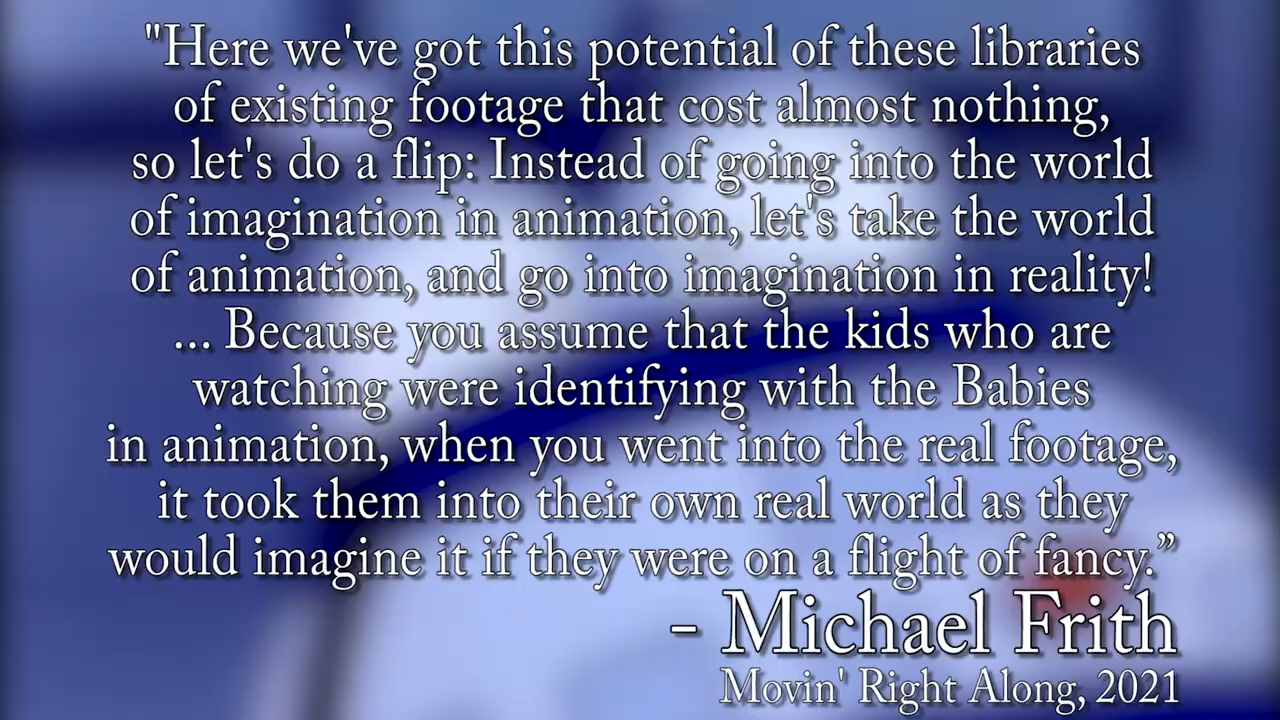 "Here we've got this potential of these libraries
of existing footage that cost almost nothing,
so let's do a flip: Instead of going into the world
of imagination in animation, let's take the world
of animation, and go into imagination in reality!
... Because you assume that the kids who are
watching were identifying with the Babies
in animation, when you went into the real footage,
it took them into their own real world as they
would imagine it if they were on a flight of fancy.”
- Michael Frith
Movin' Right Along, 2021